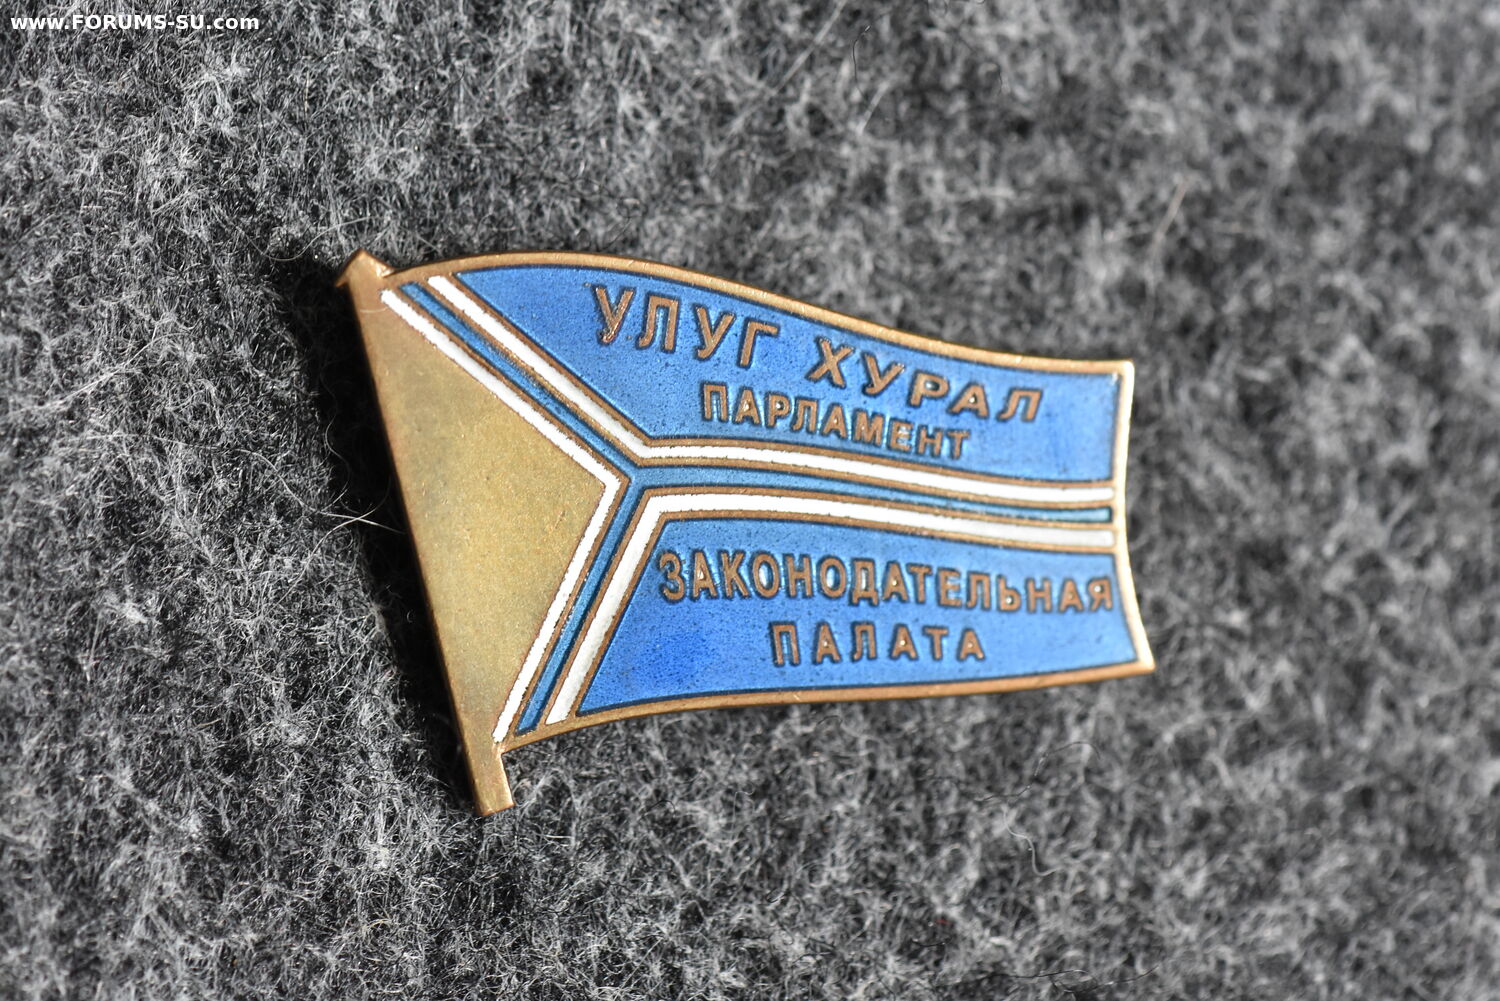 www.FORUMS-SU.com
УЛУГ ХУРАЛ
ПАРЛАМЕНТ
ЗАКОНОДАТЕЛЬНАЯ
ПАЛАТА